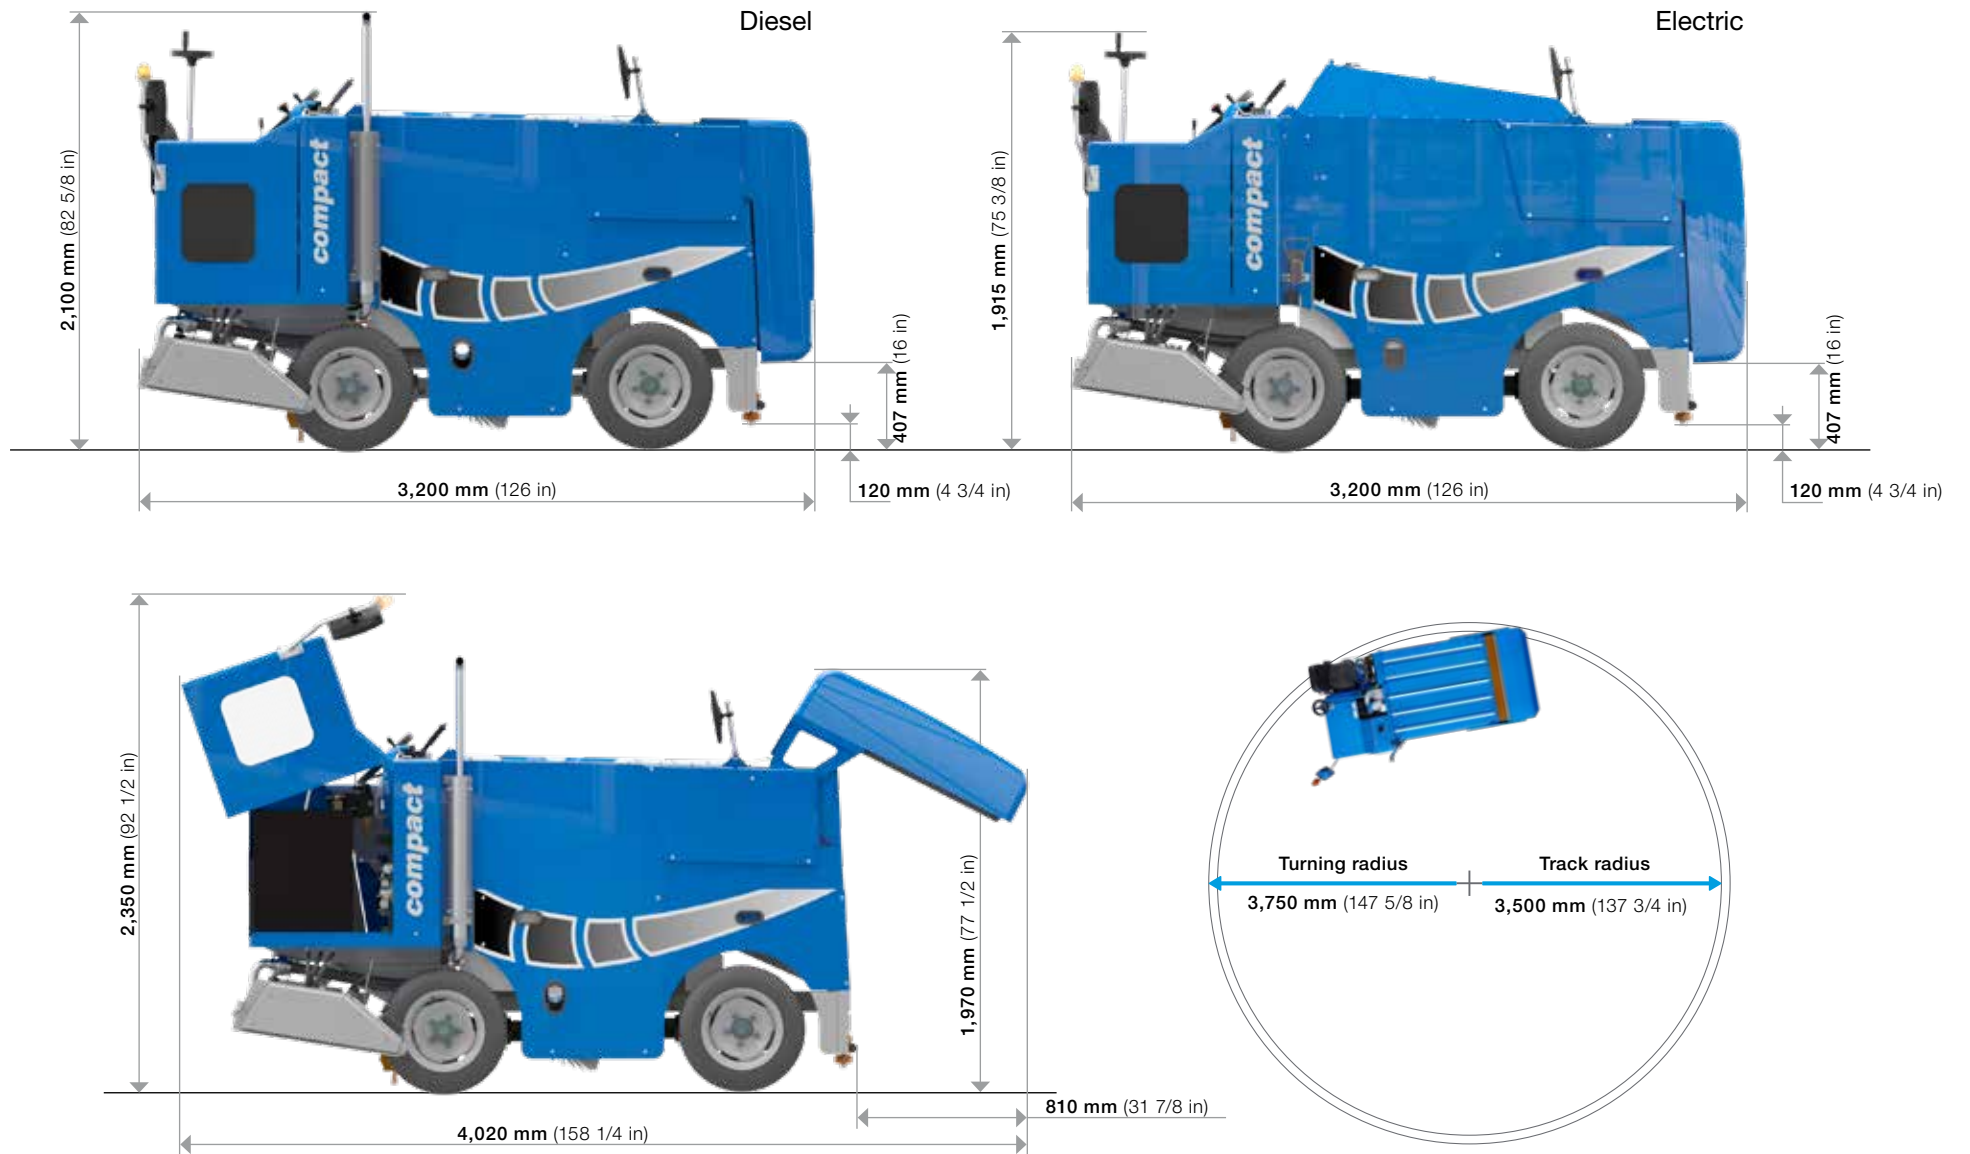 Diesel
Electric
2,100 mm (82 5/8 in)
compact
407 mm (16 in)
3,200 mm (126 in)
120 mm (4 3/4 in)
1,915 mm (75 3/8 in)
compact
407 mm (16 in)
3,200 mm (126 in)
120 mm (4 3/4 in)
2,350 mm (92 1/2 in)
compact
1,970 mm (77 1/2 in)
810 mm (31 7/8 in)
4,020 mm (158 1/4 in)
Turning radius
3,750 mm (147 5/8 in)
Track radius
3,500 mm (137 3/4 in)